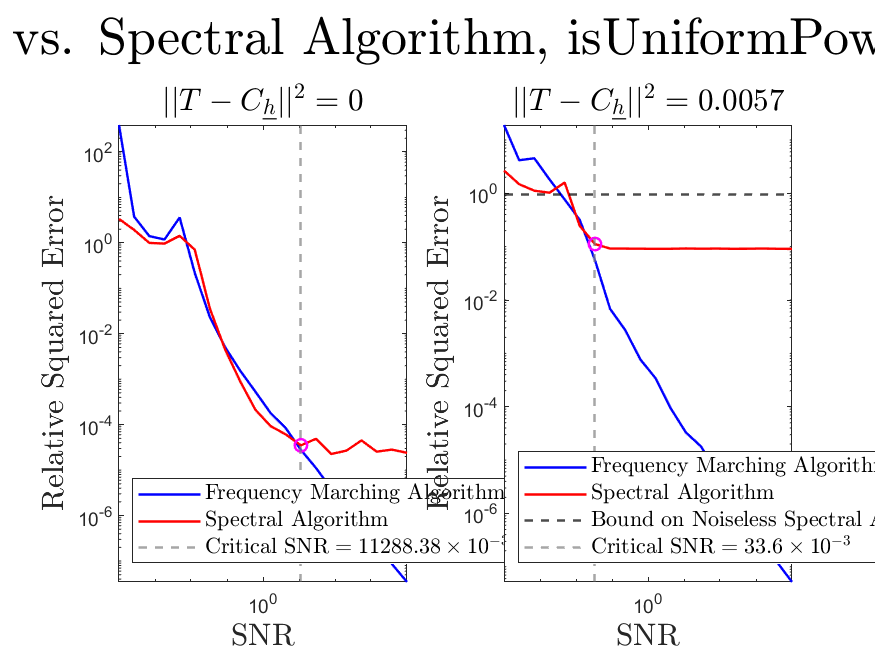 vs. Spectral Algorithm, isUniformPow
||T − C_h||² = 0
10²
10⁰
10⁻²
10⁻⁴
10⁻⁶
Relative Squared Error
Frequency Marching Algorithm
Spectral Algorithm
Critical SNR = 11288.38 × 10⁻³
10⁰
SNR
||T − C_h||² = 0.0057
10⁰
10⁻²
10⁻⁴
10⁻⁶
Relative Squared Error
Frequency Marching Algorith
Spectral Algorithm
Bound on Noiseless Spectral A
Critical SNR = 33.6 × 10⁻³
10⁰
SNR